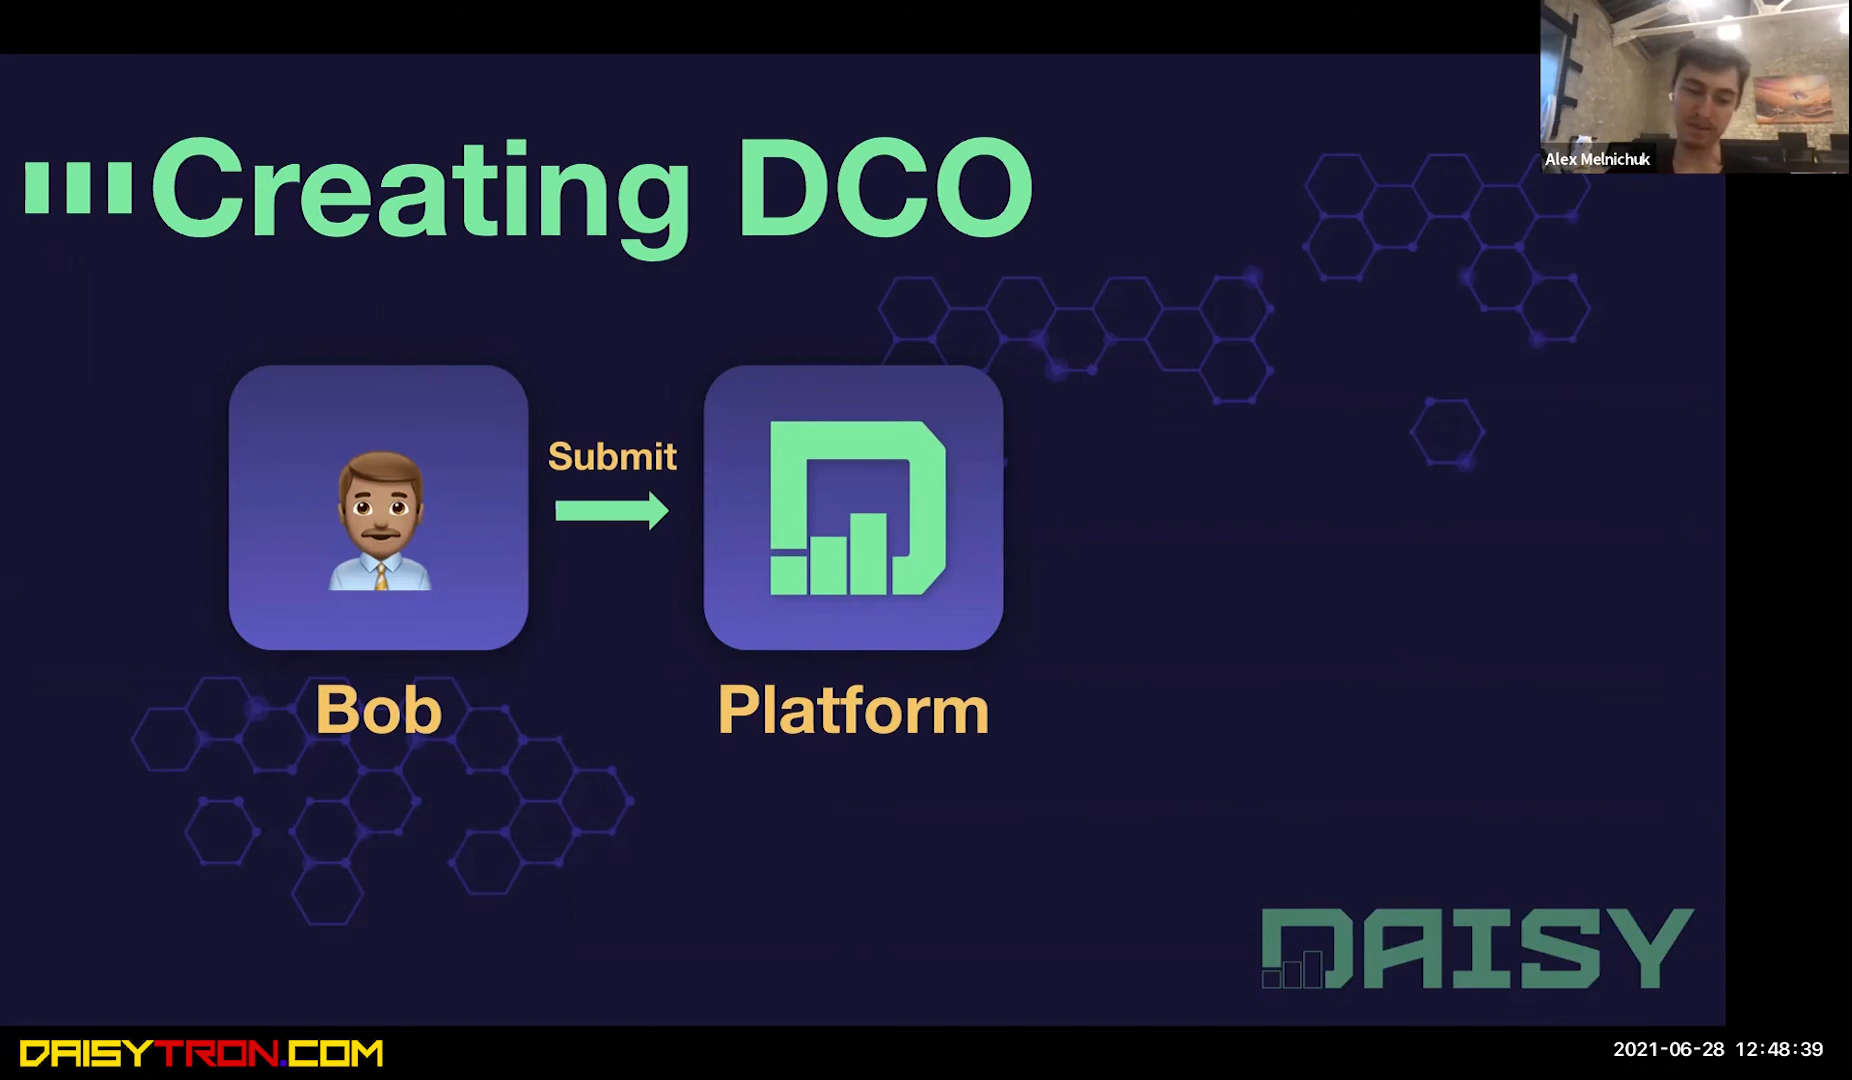 Alex Melnichuk
Creating DCO
Submit
Bob
Platform
DAISY
DAISYTRON.COM
2021-06-28 12:48:39